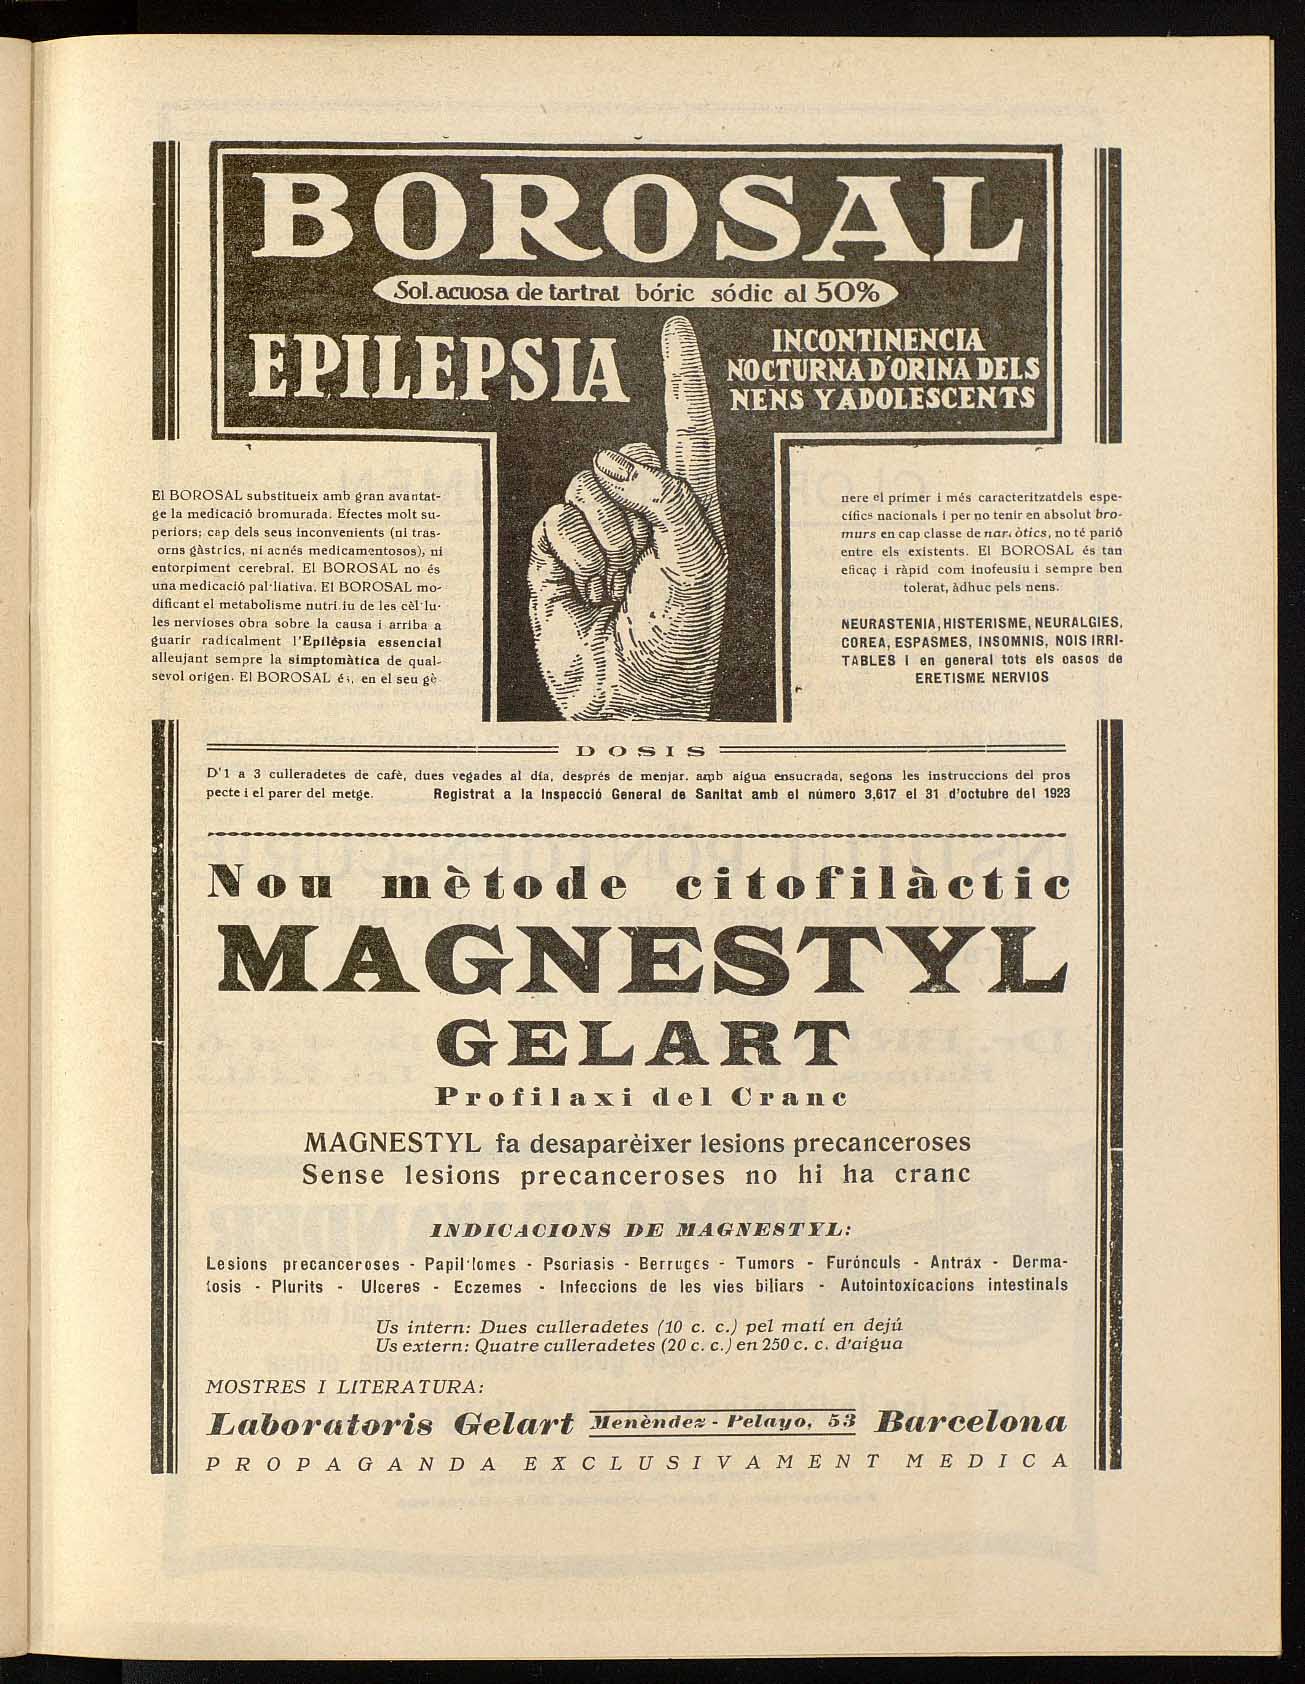 BOROSAL
Sol. acuosa de tartrat bóric sódic al 50%
EPILEPSIA
INCONTINENCIA
NOCTURNA D'ORINA DELS
NENS Y ADOLESCENTS
El BOROSAL substitueix amb gran avantat-
ge la medicació bromurada. Efectes molt su-
periors; cap dels seus inconvenients (ni tras-
orns gàstrics, ni acnés medicamentosos), ni
entorpiment cerebral. El BOROSAL no és
una medicació pal·liativa. El BOROSAL mo-
dificant el metabolisme nutri iu de les cèl·lu-
les nervioses obra sobre la causa i arriba a
guarir radicalment l'Epilèpsia essencial
alleujant sempre la simptomàtica de qual-
sevol origen. El BOROSAL és, en el seu gè
nere el primer i més caracteritzatdels espe-
cífics nacionals i per no tenir en absolut bro-
murs en cap classe de narcòtics, no té parió
entre els existents. El BOROSAL és tan
eficaç i ràpid com inofensiu i sempre ben
tolerat, àdhuc pels nens.
NEURASTENIA, HISTERISME, NEURALGIES,
COREA, ESPASMES, INSOMNIS, NOIS IRRI-
TABLES i en general tots els casos de
ERETISME NERVIOS
DOSIS
D'1 a 3 culleradetes de cafè, dues vegades al día, després de menjar. amb aigua ensucrada, segons les instruccions del pros
pecte i el parer del metge. Registrat a la Inspecció General de Sanitat amb el número 3,617 el 31 d'octubre del 1923
Nou mètode citofilàctic
MAGNESTYL
GELART
Profilaxi del Cranc
MAGNESTYL fa desaparèixer lesions precanceroses
Sense lesions precanceroses no hi ha cranc
INDICACIONS DE MAGNESTYL:
Lesions precanceroses - Papil·lomes - Psoriasis - Berruges - Tumors - Furónculs - Antrax - Derma-
tosis - Plurits - Ulceres - Eczemes - Infeccions de les vies biliars - Autointoxicacions intestinals
Us intern: Dues culleradetes (10 c. c.) pel matí en dejú
Us extern: Quatre culleradetes (20 c. c.) en 250 c. c. d'aigua
MOSTRES I LITERATURA:
Laboratoris Gelart Menèndez - Pelayo, 53 Barcelona
PROPAGANDA EXCLUSIVAMENT MEDICA